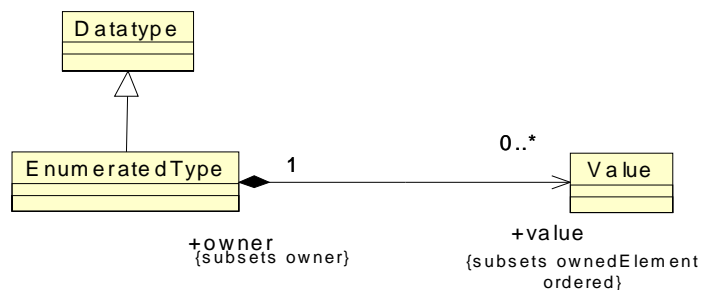 Datatype
EnumeratedType
1
0..*
Value
+owner
{subsets owner}
+value
{subsets ownedElement
ordered}